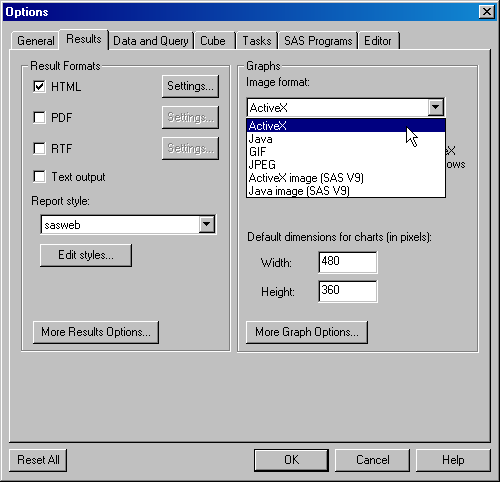 Options
General Results Data and Query Cube Tasks SAS Programs Editor
Result Formats
HTML Settings...
PDF Settings...
RTF Settings...
Text output
Report style:
sasweb
Edit styles...
More Results Options...
Graphs
Image format:
ActiveX
ActiveX
Java
GIF
JPEG
ActiveX image (SAS V9)
Java image (SAS V9)
Default dimensions for charts (in pixels):
Width: 480
Height: 360
More Graph Options...
Reset All OK Cancel Help